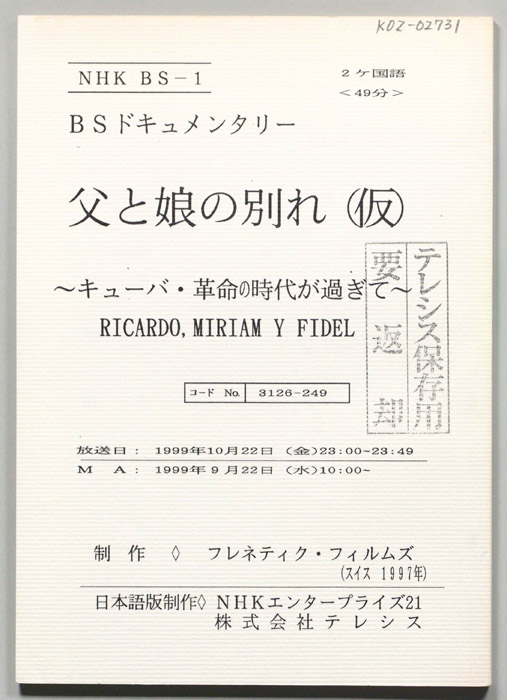 KDZ-02731
NHK BS-1
2ケ国語
<49分>
BSドキュメンタリー
父と娘の別れ(仮)
~キューバ・革命の時代が過ぎて~
RICARDO, MIRIAM Y FIDEL
テレシス保存用
要返却
コード No. 3126-249
放送日: 1999年10月22日 (金)23:00~23:49
M A: 1999年 9月22日 (水)10:00~
制作 ◇ フレネティク・フィルムズ
(スイス 1997年)
日本語版制作◇ NHKエンタープライズ21
株式会社テレシス